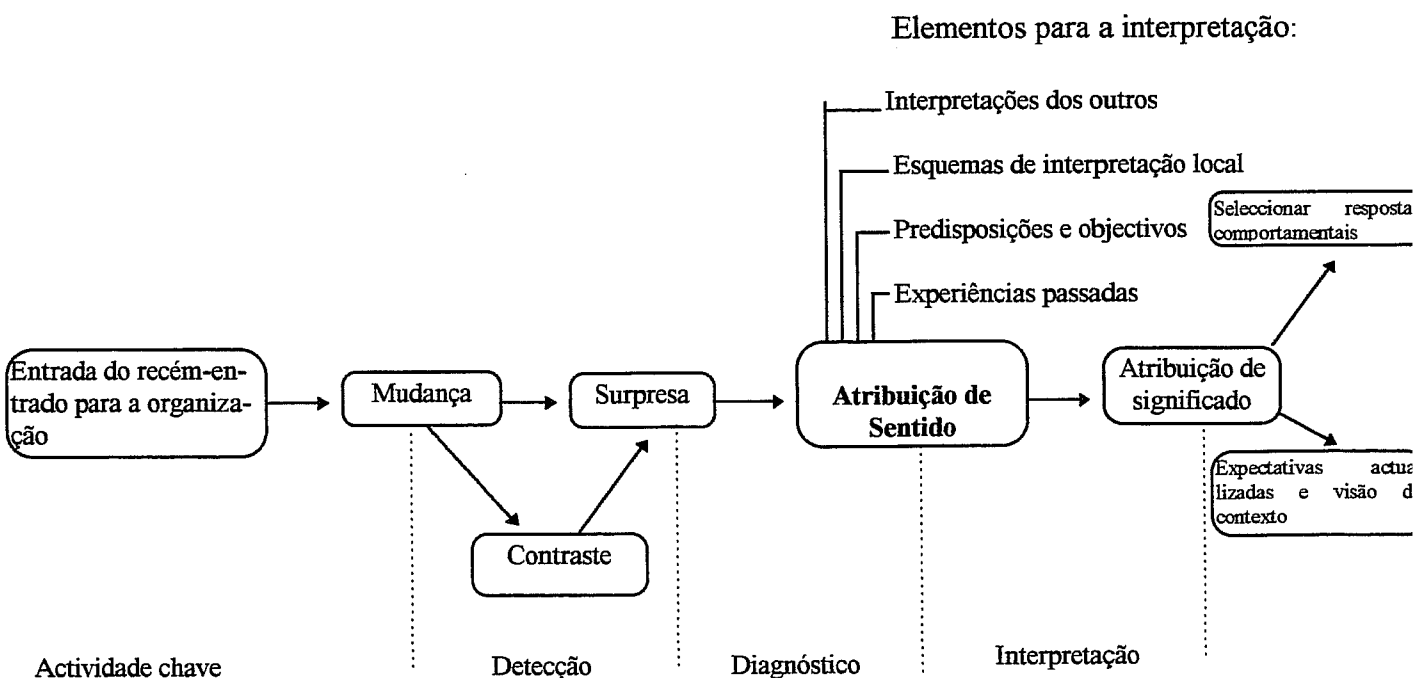 Elementos para a interpretação:
Interpretações dos outros
Esquemas de interpretação local
Predisposições e objectivos
Experiências passadas
Seleccionar resposta
comportamentais
Entrada do recém-en-
trado para a organiza-
ção
Mudança
Surpresa
Atribuição de
Sentido
Atribuição de
significado
Contraste
Expectativas actua
lizadas e visão d
contexto
Actividade chave
Detecção
Diagnóstico
Interpretação